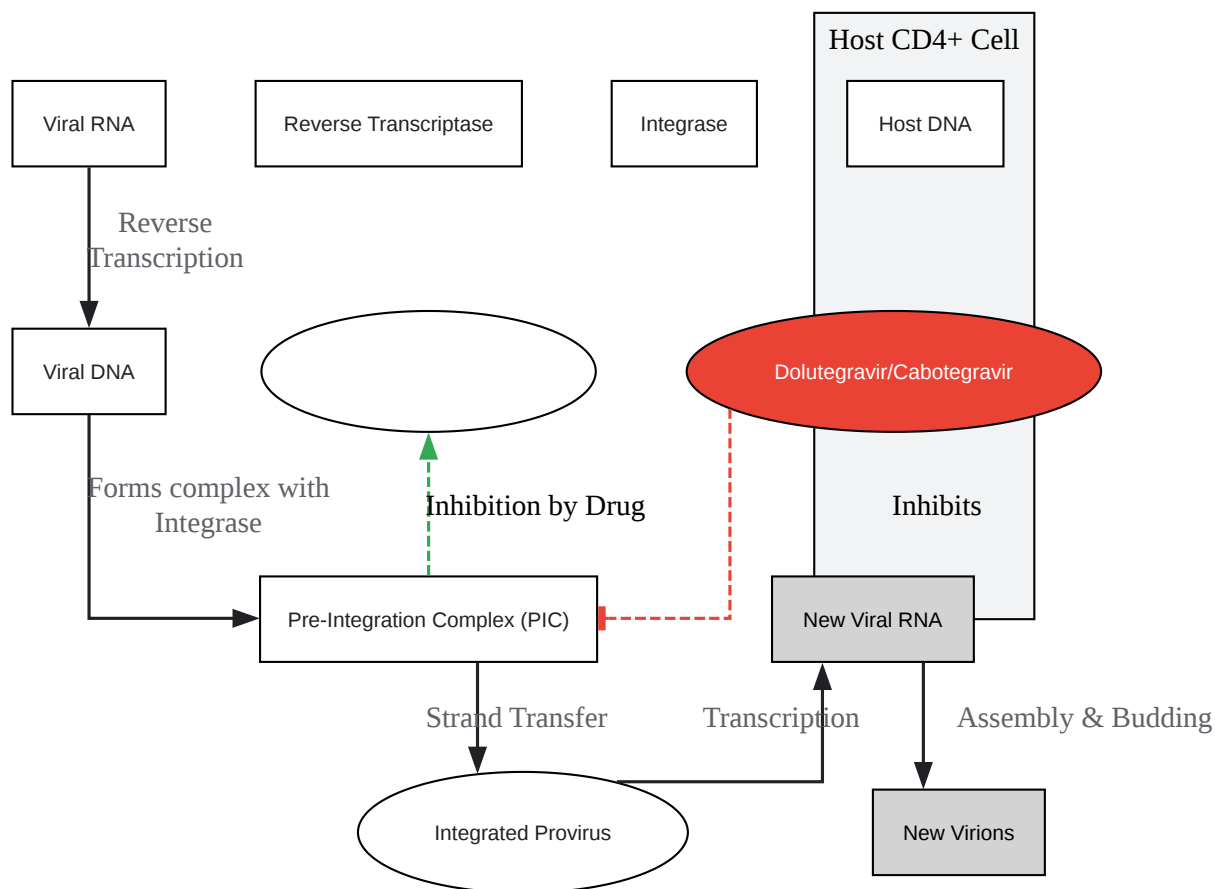 Host CD4+ Cell
Viral RNA
Reverse Transcriptase
Integrase
Host DNA
Reverse
Transcription
Viral DNA
Dolutegravir/Cabotegravir
Forms complex with
Integrase
Inhibition by Drug
Inhibits
Pre-Integration Complex (PIC)
New Viral RNA
Strand Transfer
Transcription
Assembly & Budding
Integrated Provirus
New Virions